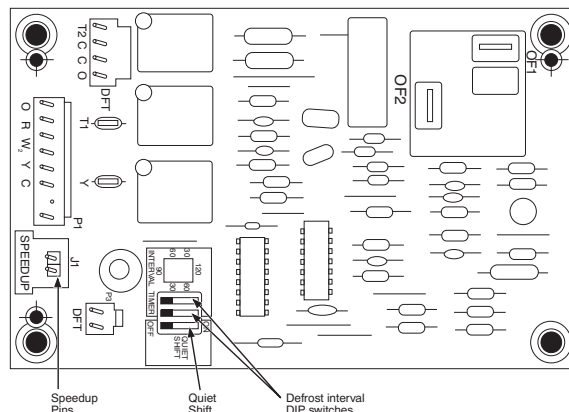 T2 C C O
DFT
T1
Y
O R W2 Y C
P1
SPEEDUP
J1
P3
DFT
OF1
OF2
INTERVAL TIMER
30
60
120
90
30
60
ON
OFF
QUIET
SHIFT
Speedup
Pins
Quiet
Shift
Defrost interval
DIP switches